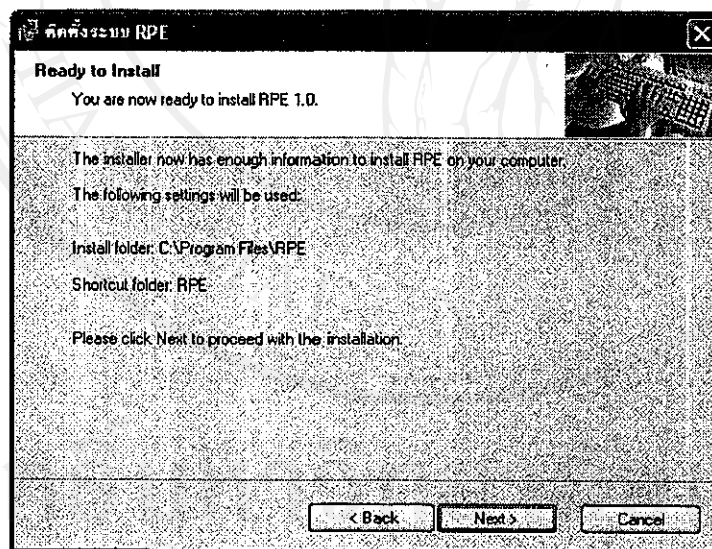 ติดตั้งระบบ RPE
Ready to Install
You are now ready to install RPE 1.0.
The installer now has enough information to install RPE on your computer.
The following settings will be used:
Install folder: C:\Program Files\RPE
Shortcut folder: RPE
Please click Next to proceed with the installation.
< Back Next > Cancel